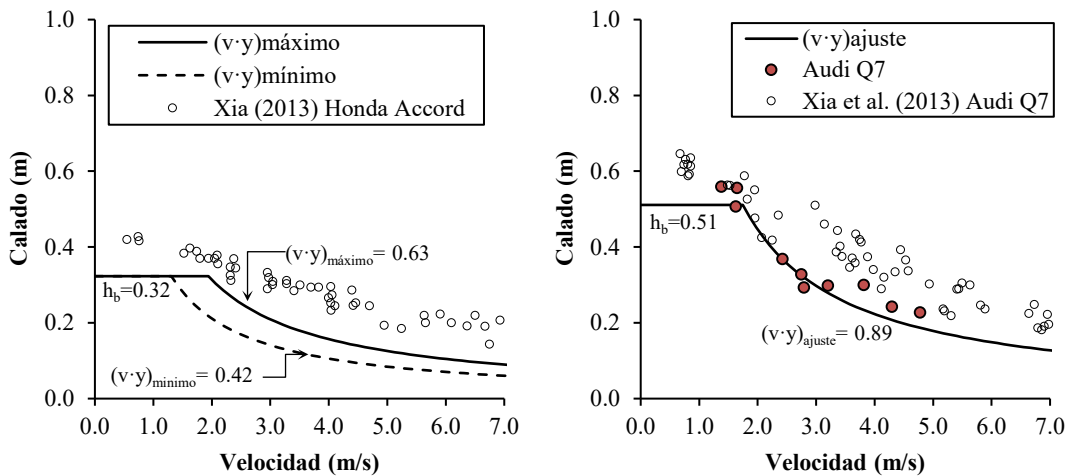 1.0
0.8
0.6
0.4
0.2
0.0
Calado (m)
(v·y)máximo
(v·y)mínimo
Xia (2013) Honda Accord
(v·y)máximo = 0.63
hb=0.32
(v·y)minimo= 0.42
0.0 1.0 2.0 3.0 4.0 5.0 6.0 7.0
Velocidad (m/s)
1.0
0.8
0.6
0.4
0.2
0.0
Calado (m)
(v·y)ajuste
Audi Q7
Xia et al. (2013) Audi Q7
hb=0.51
(v·y)ajuste= 0.89
0.0 1.0 2.0 3.0 4.0 5.0 6.0 7.0
Velocidad (m/s)